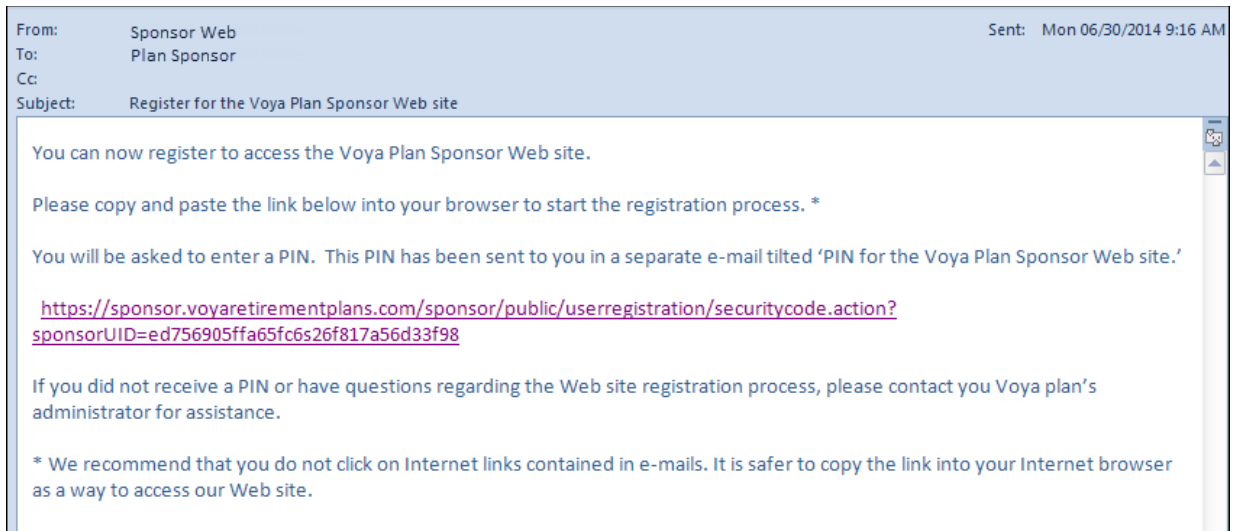 From: Sponsor Web Sent: Mon 06/30/2014 9:16 AM
To: Plan Sponsor
Cc:
Subject: Register for the Voya Plan Sponsor Web site
You can now register to access the Voya Plan Sponsor Web site.
Please copy and paste the link below into your browser to start the registration process. *
You will be asked to enter a PIN.  This PIN has been sent to you in a separate e-mail tilted ‘PIN for the Voya Plan Sponsor Web site.’
https://sponsor.voyaretirementplans.com/sponsor/public/userregistration/securitycode.action?
sponsorUID=ed756905ffa65fc6s26f817a56d33f98
If you did not receive a PIN or have questions regarding the Web site registration process, please contact you Voya plan’s
administrator for assistance.
* We recommend that you do not click on Internet links contained in e-mails. It is safer to copy the link into your Internet browser
as a way to access our Web site.